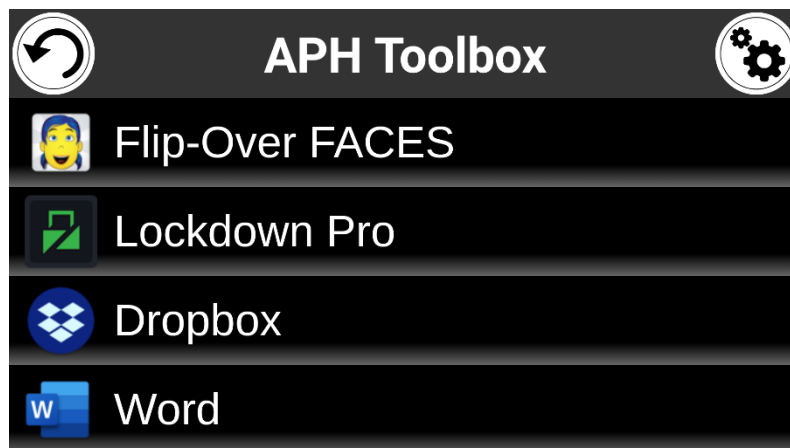 APH Toolbox
Flip-Over FACES
Lockdown Pro
Dropbox
W Word